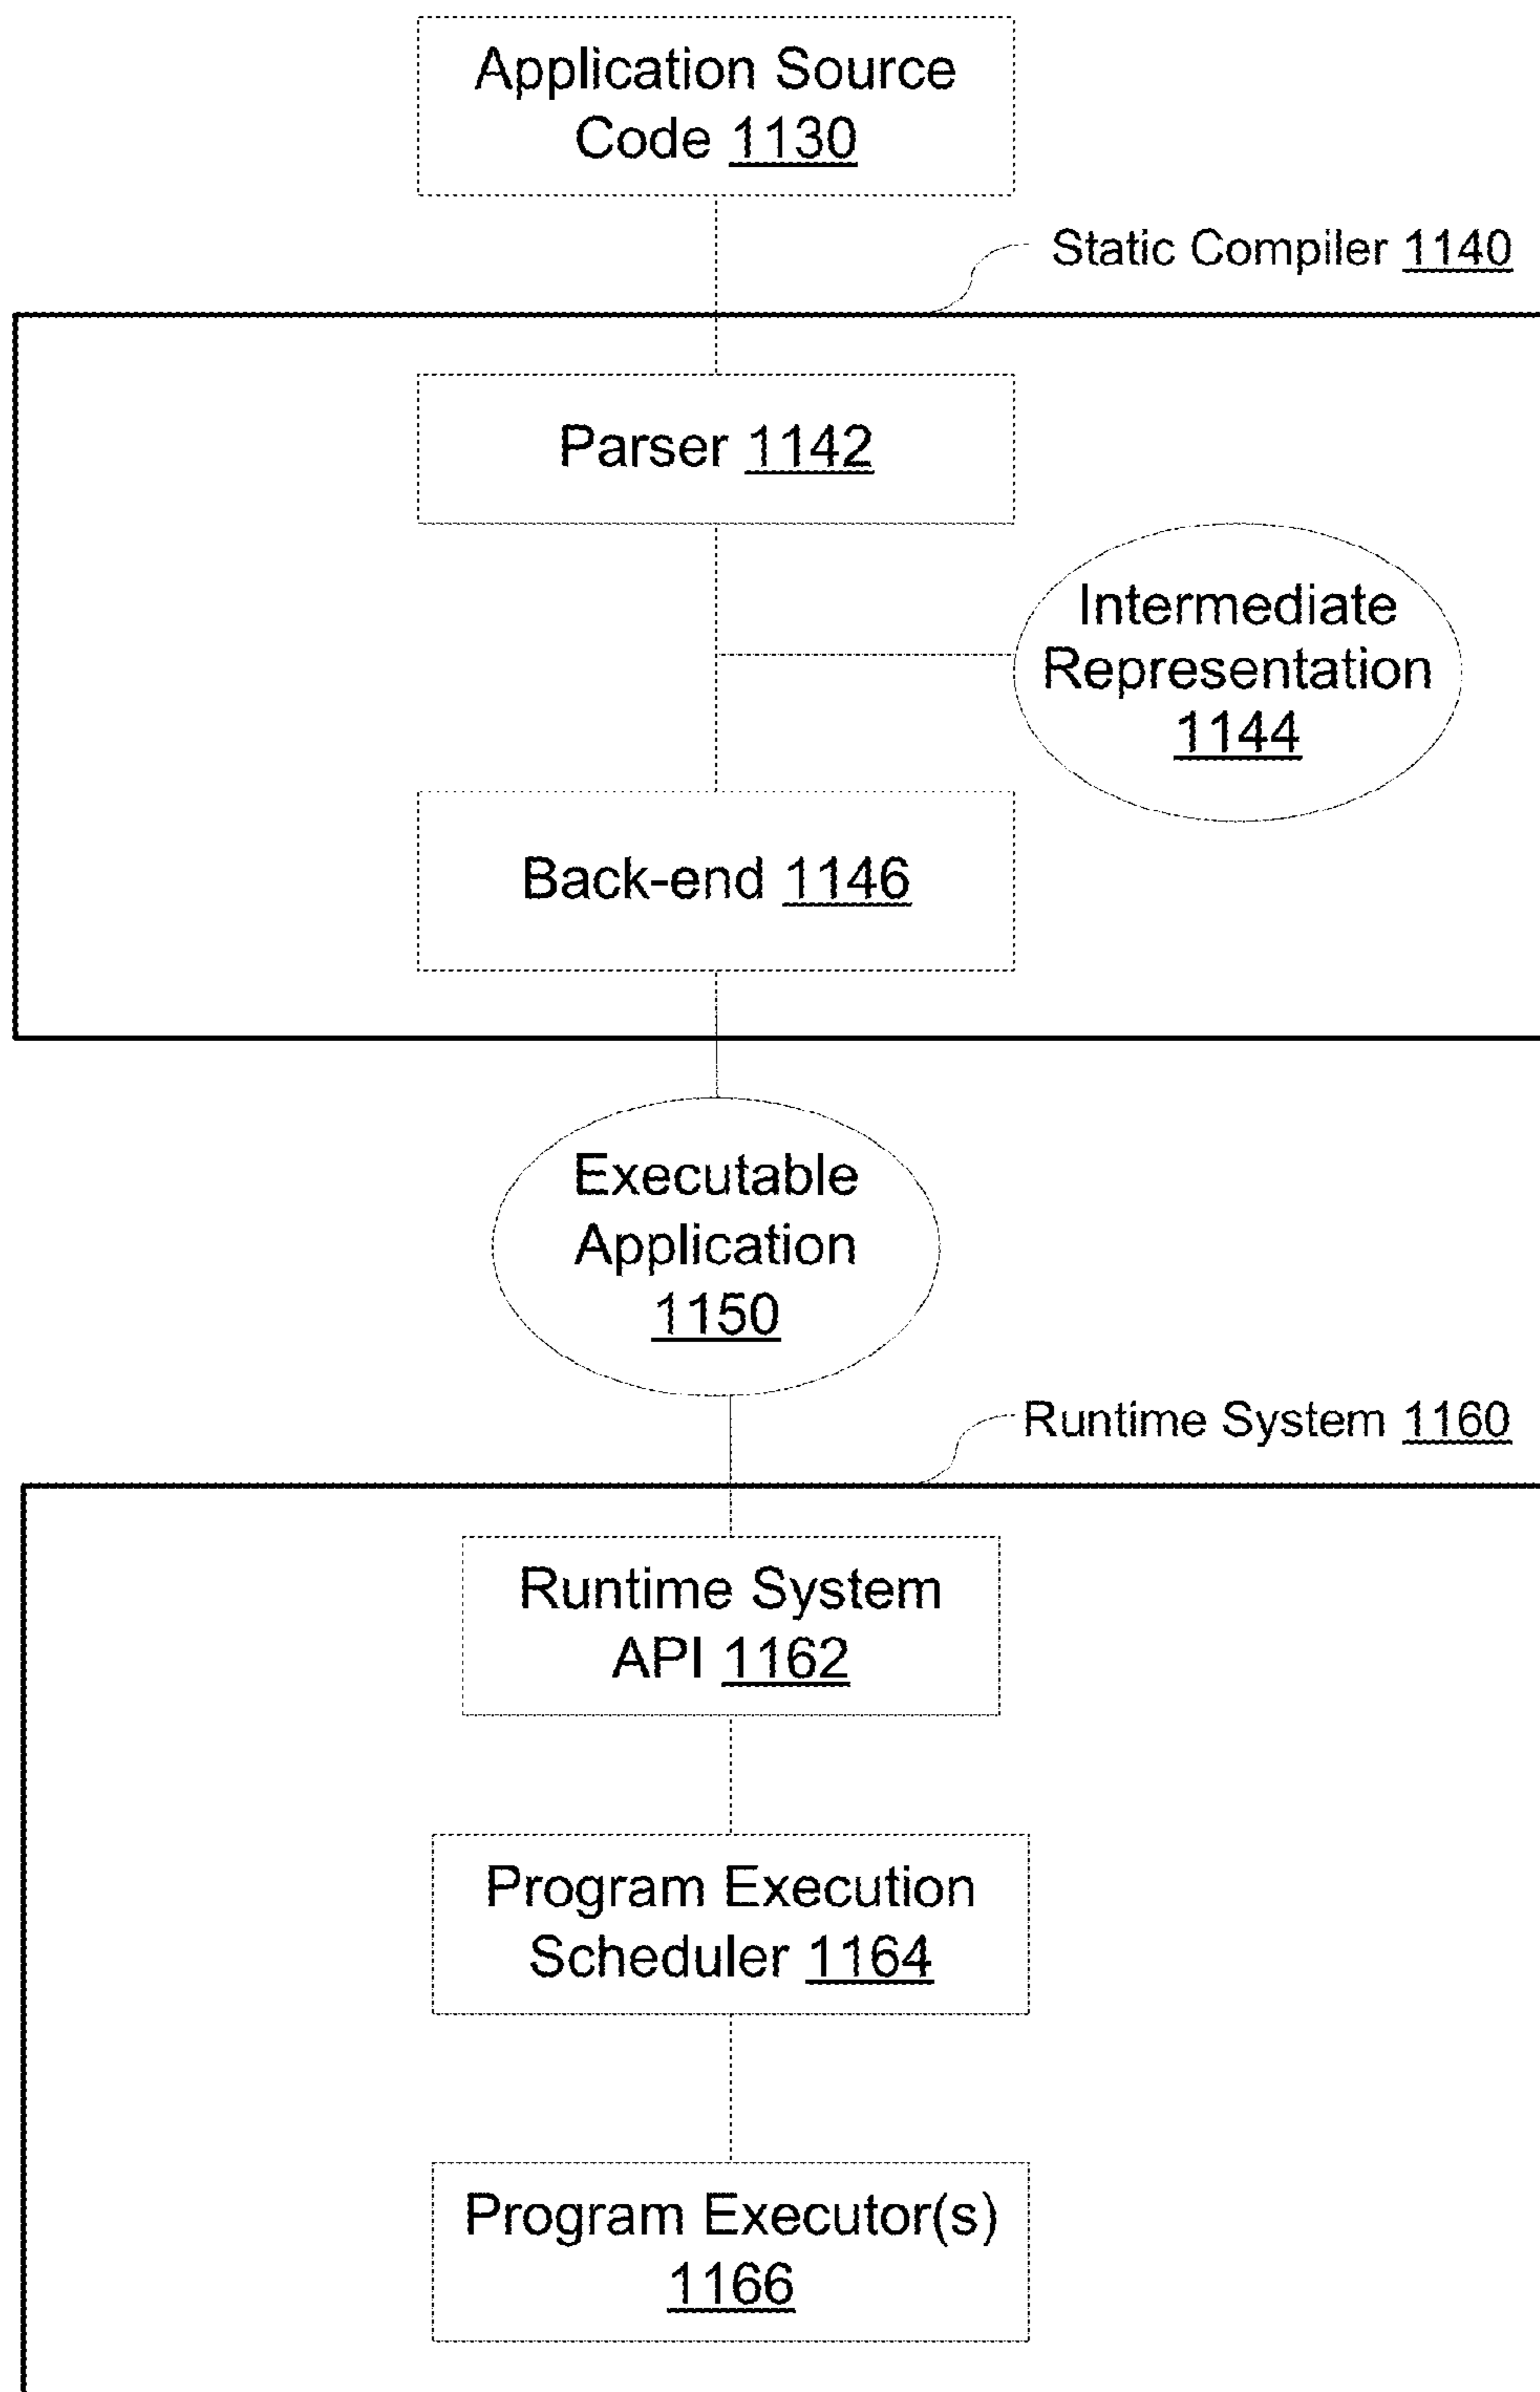 Application Source
Code 1130
Static Compiler 1140
Parser 1142
Intermediate
Representation
1144
Back-end 1146
Executable
Application
1150
Runtime System 1160
Runtime System
API 1162
Program Execution
Scheduler 1164
Program Executor(s)
1166